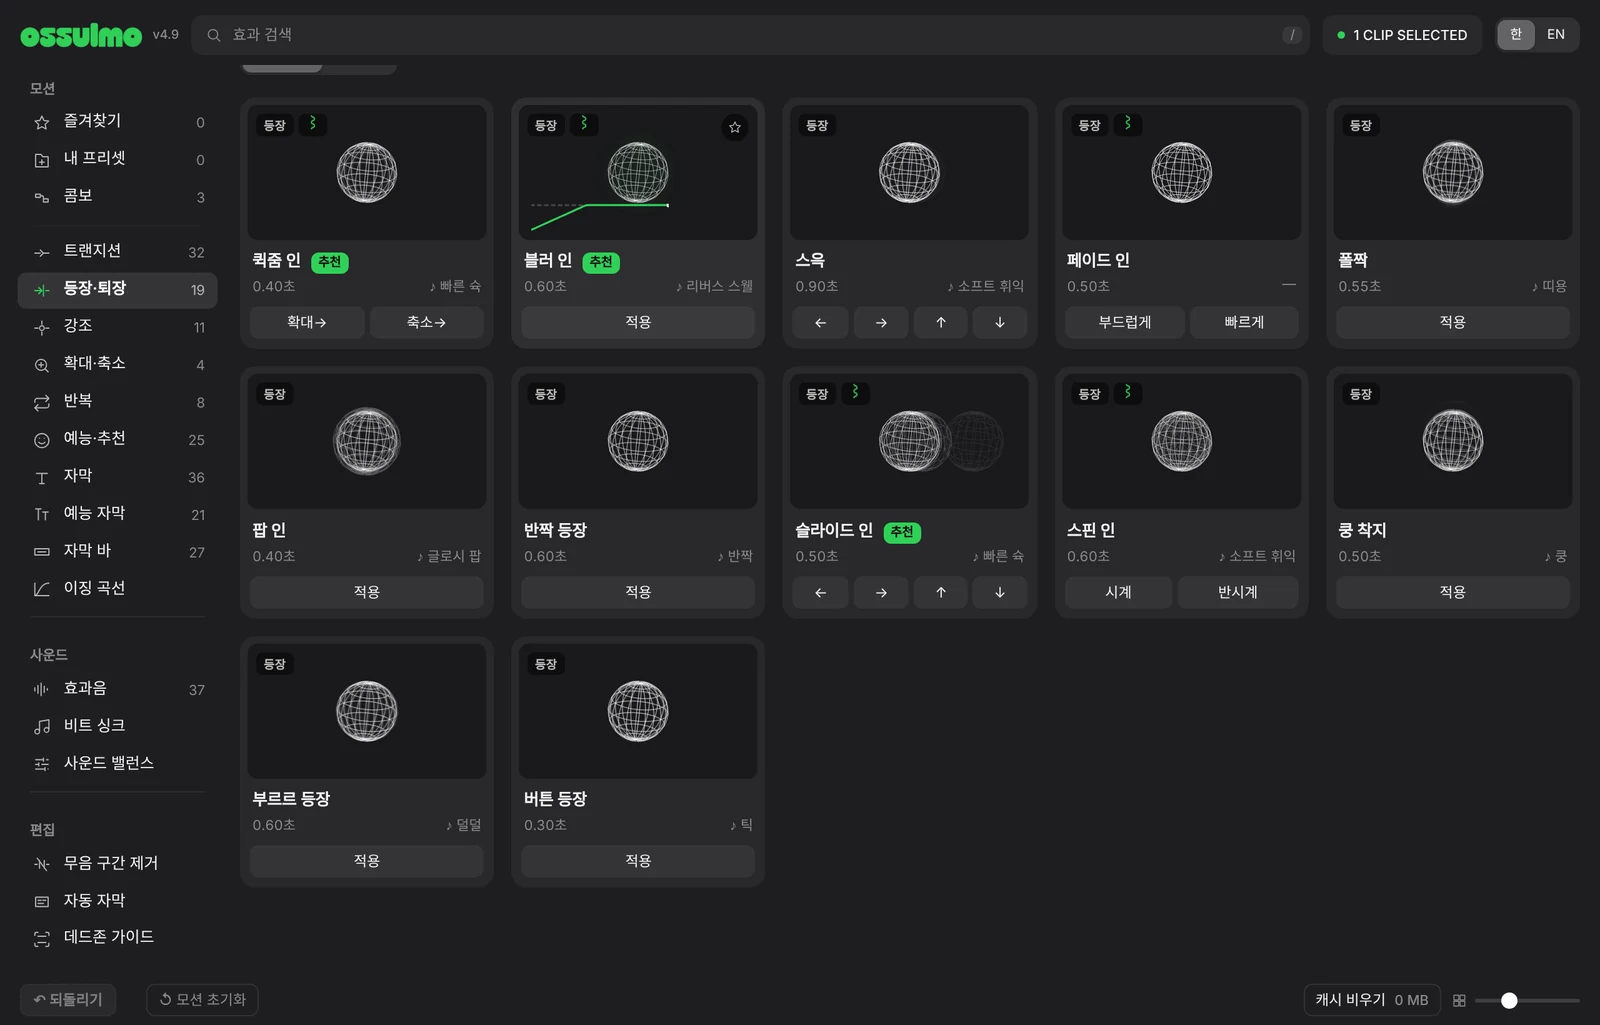 ossulmo v4.9
효과 검색
/
1 CLIP SELECTED
한 EN
모션
즐겨찾기 0
내 프리셋 0
콤보 3
트랜지션 32
등장·퇴장 19
강조 11
확대·축소 4
반복 8
예능·추천 25
자막 36
예능 자막 21
자막 바 27
이징 곡선
사운드
효과음 37
비트 싱크
사운드 밸런스
편집
무음 구간 제거
자동 자막
데드존 가이드
등장
퀵줌 인 추천
0.40초 ♪ 빠른 슉
확대→ 축소→
등장
블러 인 추천
0.60초 ♪ 리버스 스웰
적용
등장
스윽
0.90초 ♪ 소프트 휘익
← → ↑ ↓
등장
페이드 인
0.50초 —
부드럽게 빠르게
등장
폴짝
0.55초 ♪ 띠용
적용
등장
팝 인
0.40초 ♪ 글로시 팝
적용
등장
반짝 등장
0.60초 ♪ 반짝
적용
등장
슬라이드 인 추천
0.50초 ♪ 빠른 슉
← → ↑ ↓
등장
스핀 인
0.60초 ♪ 소프트 휘익
시계 반시계
등장
쿵 착지
0.50초 ♪ 쿵
적용
등장
부르르 등장
0.60초 ♪ 덜덜
적용
등장
버튼 등장
0.30초 ♪ 틱
적용
↶ 되돌리기
모션 초기화
캐시 비우기 0 MB